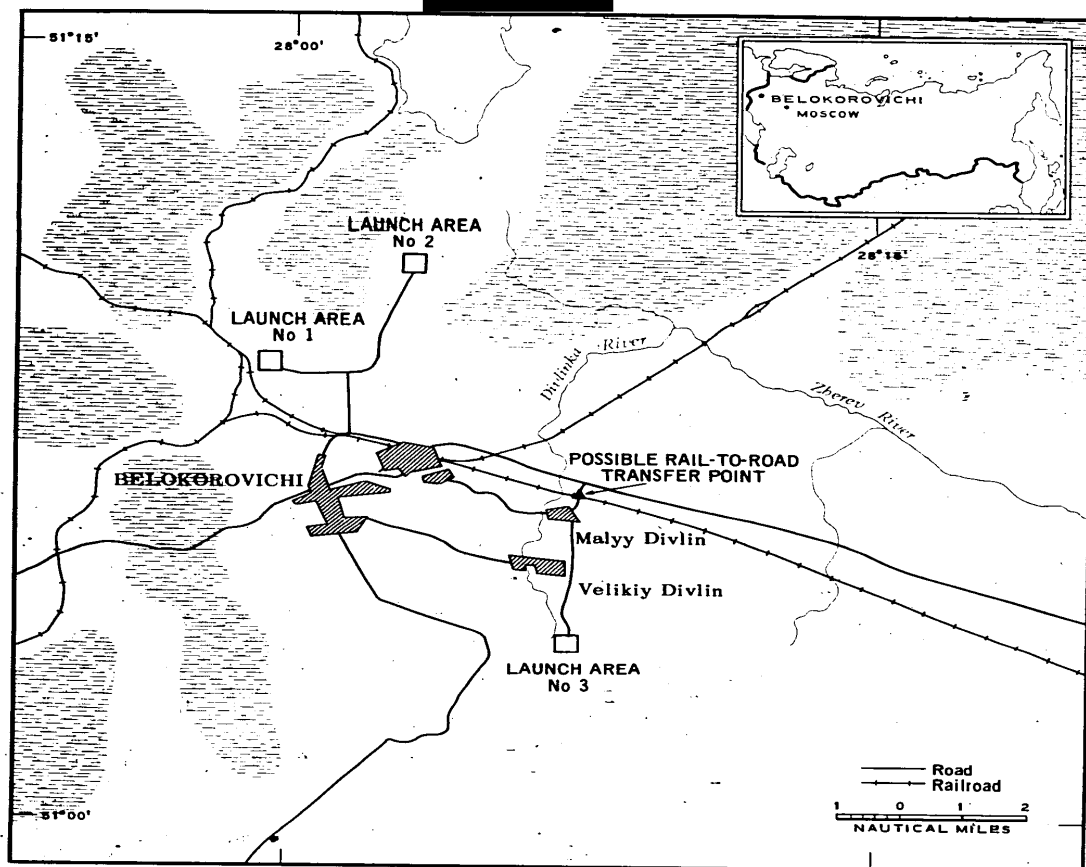 51°15'
28°00'
BELOKOROVICHI
MOSCOW
28°15'
LAUNCH AREA
No 2
LAUNCH AREA
No 1
Divlinka River
Zherev River
BELOKOROVICHI
POSSIBLE RAIL-TO-ROAD
TRANSFER POINT
Malyy Divlin
Velikiy Divlin
LAUNCH AREA
No 3
Road
Railroad
1 0 1 2
NAUTICAL MILES
51°00'